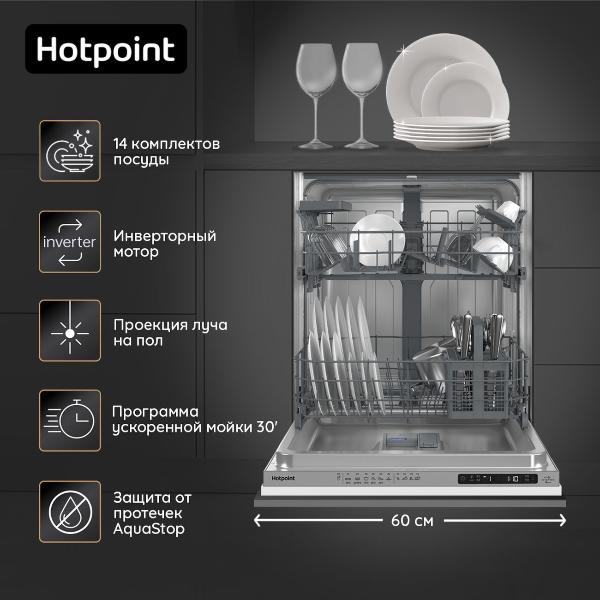 Hotpoint
14 комплектов
посуды
inverter
Инверторный
мотор
Проекция луча
на пол
Программа
ускоренной мойки 30'
Защита от
протечек
AquaStop
Hotpoint
60 см